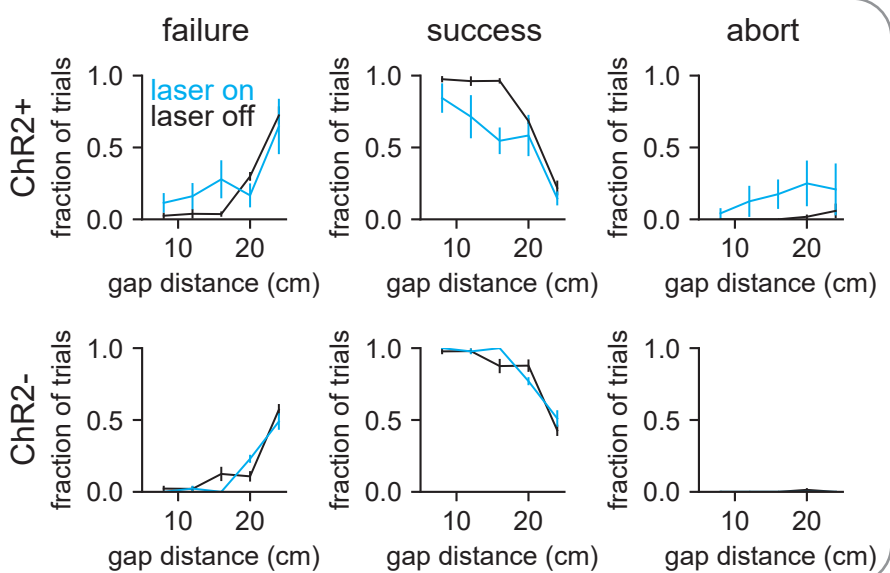 failure success abort
ChR2+
fraction of trials
1.0
0.5
0.0
laser on
laser off
10 20
gap distance (cm)
fraction of trials
1.0
0.5
0.0
10 20
gap distance (cm)
fraction of trials
1.0
0.5
0.0
10 20
gap distance (cm)
ChR2-
fraction of trials
1.0
0.5
0.0
10 20
gap distance (cm)
fraction of trials
1.0
0.5
0.0
10 20
gap distance (cm)
fraction of trials
1.0
0.5
0.0
10 20
gap distance (cm)